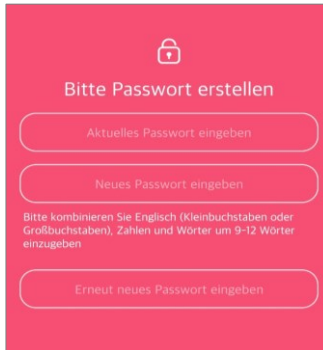 Bitte Passwort erstellen
Aktuelles Passwort eingeben
Neues Passwort eingeben
Bitte kombinieren Sie Englisch (Kleinbuchstaben oder
Großbuchstaben), Zahlen und Wörter um 9-12 Wörter
einzugeben
Erneut neues Passwort eingeben